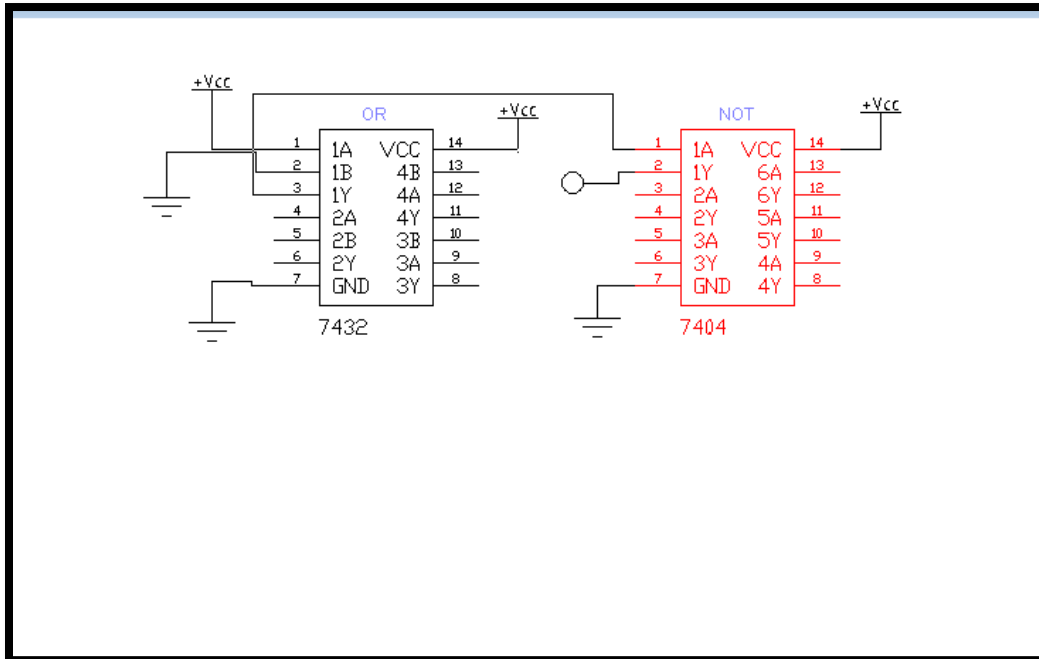 +Vcc
OR
+Vcc
NOT
+Vcc
1 1A VCC 14
2 1B 4B 13
3 1Y 4A 12
4 2A 4Y 11
5 2B 3B 10
6 2Y 3A 9
7 GND 3Y 8
7432
1 1A VCC 14
2 1Y 6A 13
3 2A 6Y 12
4 2Y 5A 11
5 3A 5Y 10
6 3Y 4A 9
7 GND 4Y 8
7404